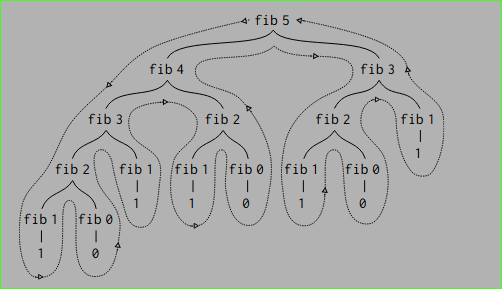 fib 5
fib 4 fib 3
fib 3 fib 2 fib 2 fib 1
1
fib 2 fib 1 fib 1 fib 0 fib 1 fib 0
1 1 0 1 0
fib 1 fib 0
1 0